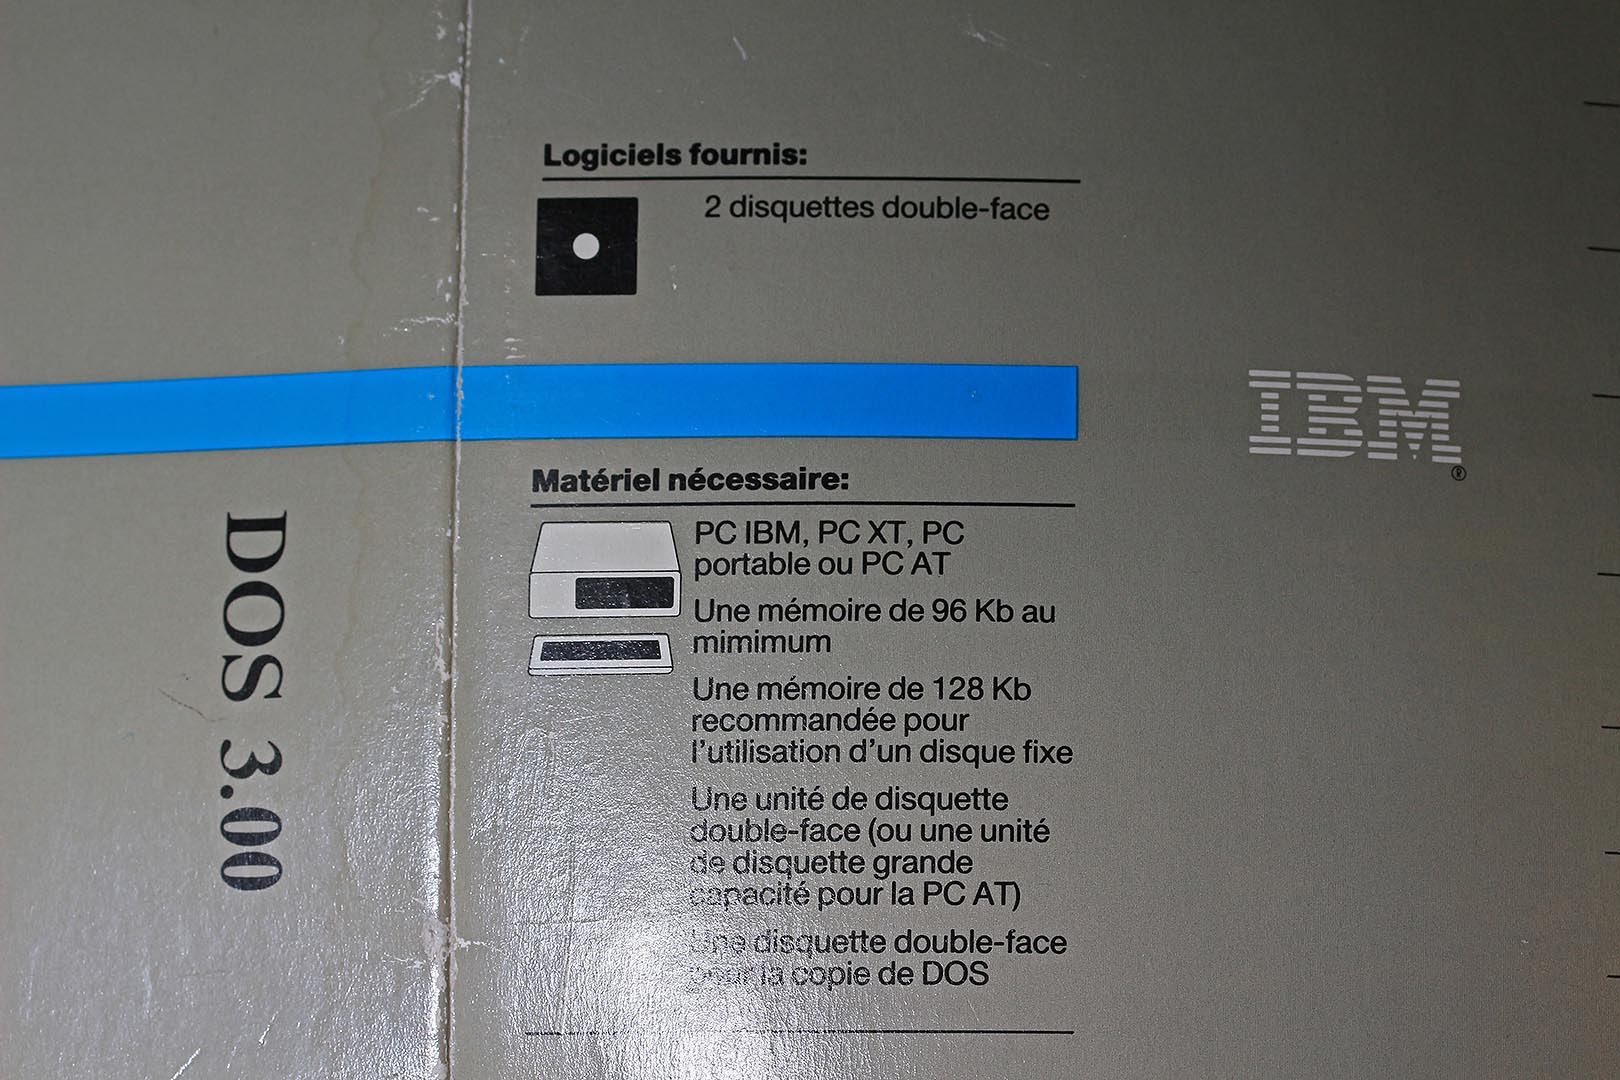 Logiciels fournis:
2 disquettes double-face
IBM
®
Matériel nécessaire:
PC IBM, PC XT, PC
portable ou PC AT
Une mémoire de 96 Kb au
mimimum
Une mémoire de 128 Kb
recommandée pour
l'utilisation d'un disque fixe
Une unité de disquette
double-face (ou une unité
de disquette grande
capacité pour la PC AT)
Une disquette double-face
pour la copie de DOS
DOS 3.00